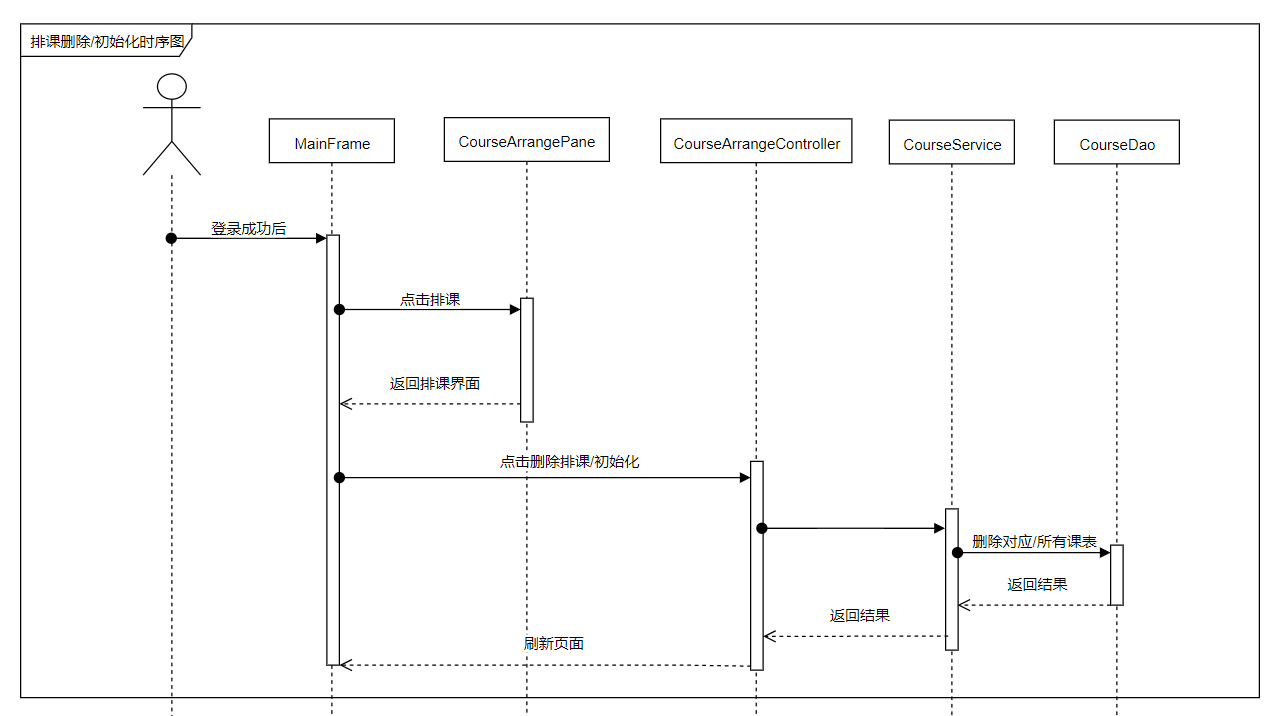 排课删除/初始化时序图
MainFrame
CourseArrangePane
CourseArrangeController
CourseService
CourseDao
登录成功后
点击排课
返回排课界面
点击删除排课/初始化
删除对应/所有课表
返回结果
返回结果
刷新页面